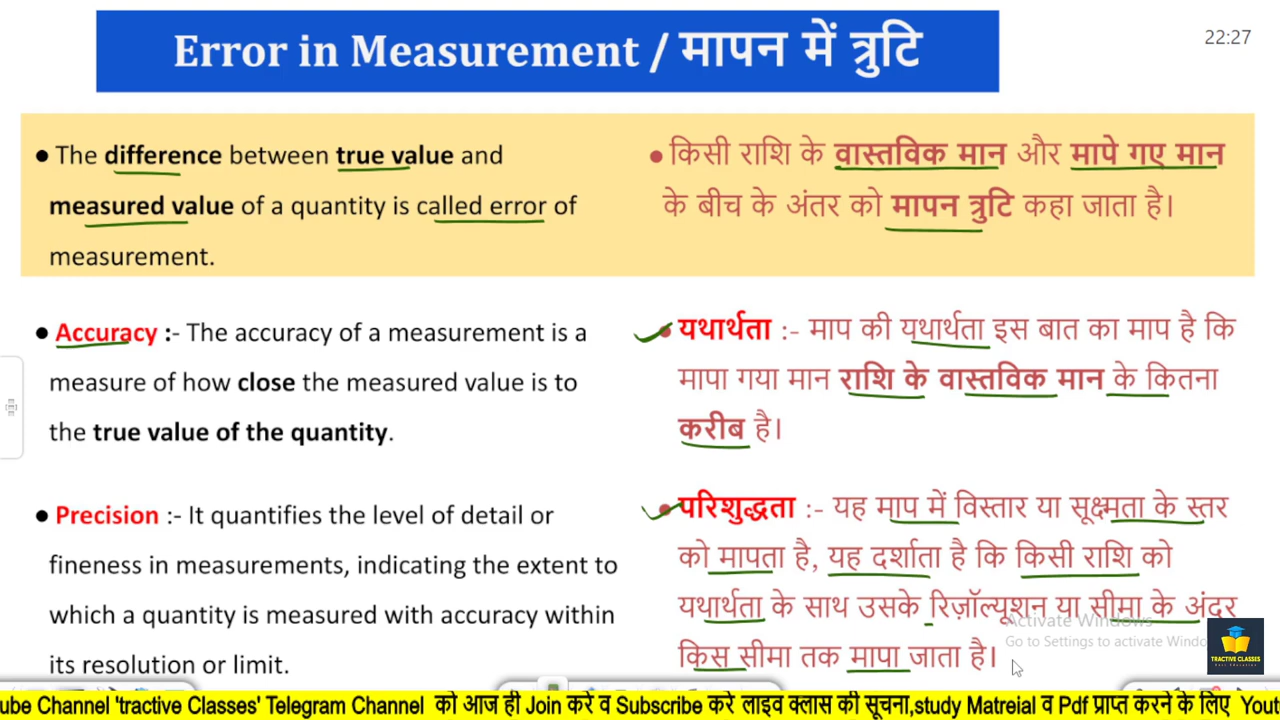 Error in Measurement / मापन में त्रुटि
22:27
● The difference between true value and
measured value of a quantity is called error of
measurement.
● किसी राशि के वास्तविक मान और मापे गए मान
के बीच के अंतर को मापन त्रुटि कहा जाता है।
● Accuracy :- The accuracy of a measurement is a
measure of how close the measured value is to
the true value of the quantity.
● यथार्थता :- माप की यथार्थता इस बात का माप है कि
मापा गया मान राशि के वास्तविक मान के कितना
करीब है।
● Precision :- It quantifies the level of detail or
fineness in measurements, indicating the extent to
which a quantity is measured with accuracy within
its resolution or limit.
● परिशुद्धता :- यह माप में विस्तार या सूक्ष्मता के स्तर
को मापता है, यह दर्शाता है कि किसी राशि को
यथार्थता के साथ उसके रिज़ॉल्यूशन या सीमा के अंदर
किस सीमा तक मापा जाता है।
Activate Windows
Go to Settings to activate Windo
TRACTIVE CLASSES
ube Channel 'tractive Classes' Telegram Channel को आज ही Join करे व Subscribe करे लाइव क्लास की सूचना,study Matreial व Pdf प्राप्त करने के लिए Yout